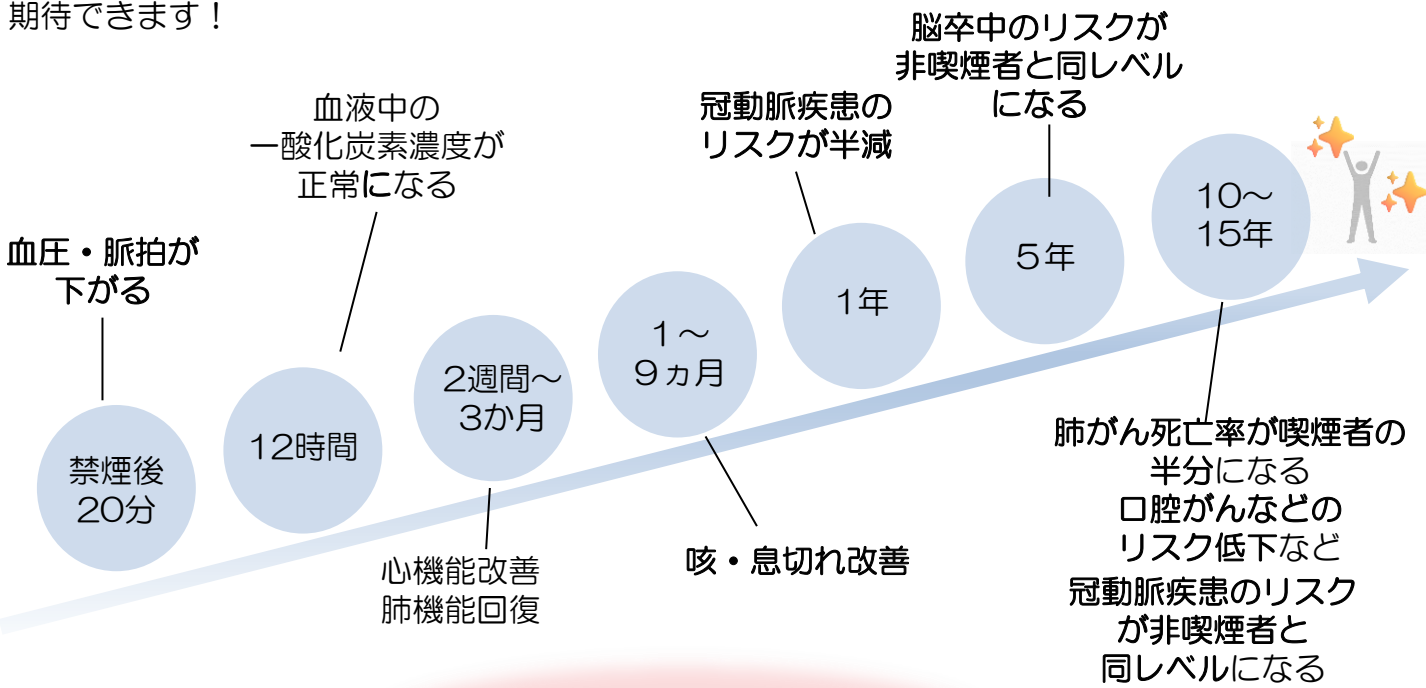 期待できます！
血圧・脈拍が
下がる
禁煙後
20分
血液中の
一酸化炭素濃度が
正常になる
12時間
2週間～
3か月
心機能改善
肺機能回復
1～
9ヵ月
咳・息切れ改善
冠動脈疾患の
リスクが半減
1年
脳卒中のリスクが
非喫煙者と同レベル
になる
5年
10～
15年
肺がん死亡率が喫煙者の
半分になる
口腔がんなどの
リスク低下など
冠動脈疾患のリスク
が非喫煙者と
同レベルになる